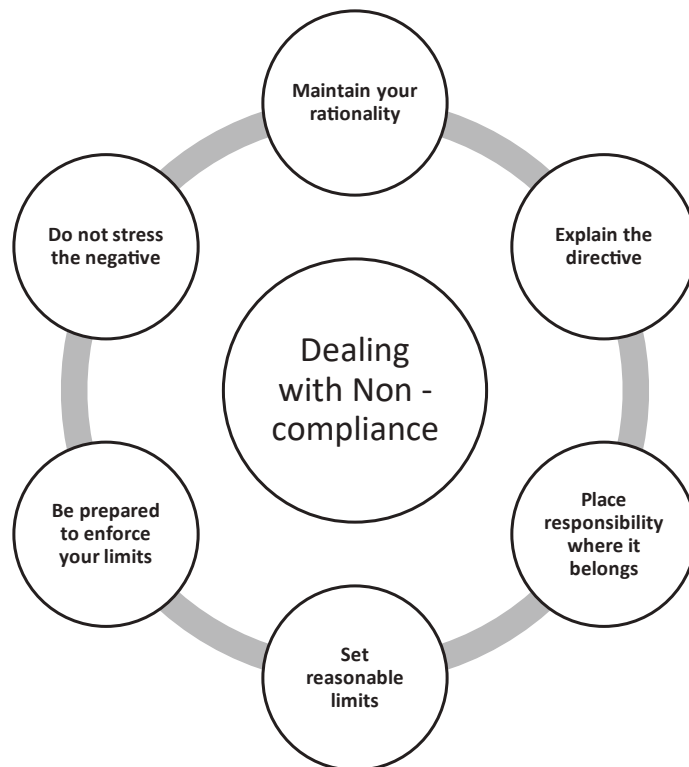 Maintain your
rationality
Explain the
directive
Place
responsibility
where it
belongs
Set
reasonable
limits
Be prepared
to enforce
your limits
Do not stress
the negative
Dealing
with Non -
compliance